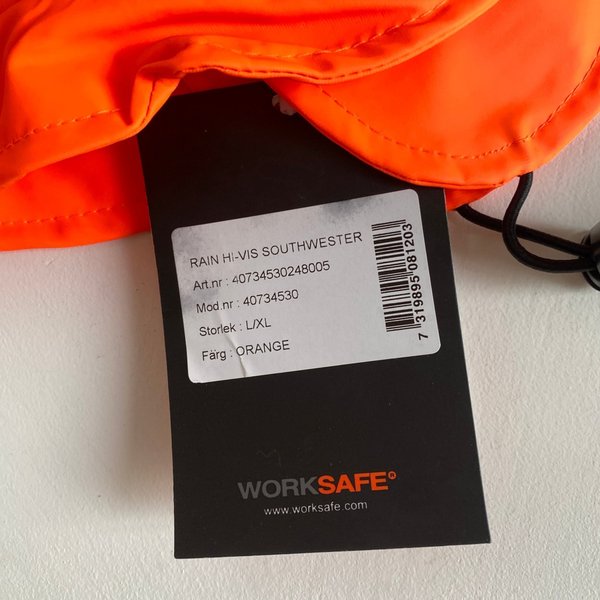 RAIN HI-VIS SOUTHWESTER
Art.nr : 40734530248005
Mod.nr : 40734530
Storlek : L/XL
Färg : ORANGE
7 319895 081203
WORKSAFE®
www.worksafe.com